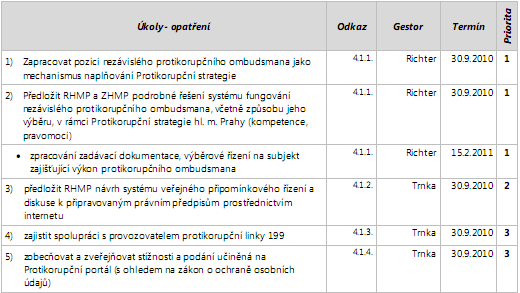 Úkoly- opatření Odkaz Gestor Termín Priorita
1) Zapracovat pozici nezávislého protikorupčního ombudsmana jako 4.1.1. Richter 30.9.2010 1
mechanismus naplňování Protikorupční strategie
2) Předložit RHMP a ZHMP podrobné řešení systému fungování 4.1.1. Richter 30.9.2010 1
nezávislého protikorupčního ombudsmana, včetně způsobu jeho
výběru, v rámci Protikorupční strategie hl. m. Prahy (kompetence,
pravomoci)
• zpracování zadávací dokumentace, výběrové řízení na subjekt 4.1.1. Richter 15.2.2011 1
zajišťující výkon protikorupčního ombudsmana
3) předložit RHMP návrh systému veřejného připomínkového řízení a 4.1.2. Trnka 30.9.2010 2
diskuse k připravovaným právním předpisům prostřednictvím
internetu
4) zajistit spolupráci s provozovatelem protikorupční linky 199 4.1.3. Trnka 30.9.2010 3
5) zobecňovat a zveřejňovat stížnosti a podání učiněná na 4.1.4. Trnka 30.9.2010 3
Protikorupční portál (s ohledem na zákon o ochraně osobních
údajů)